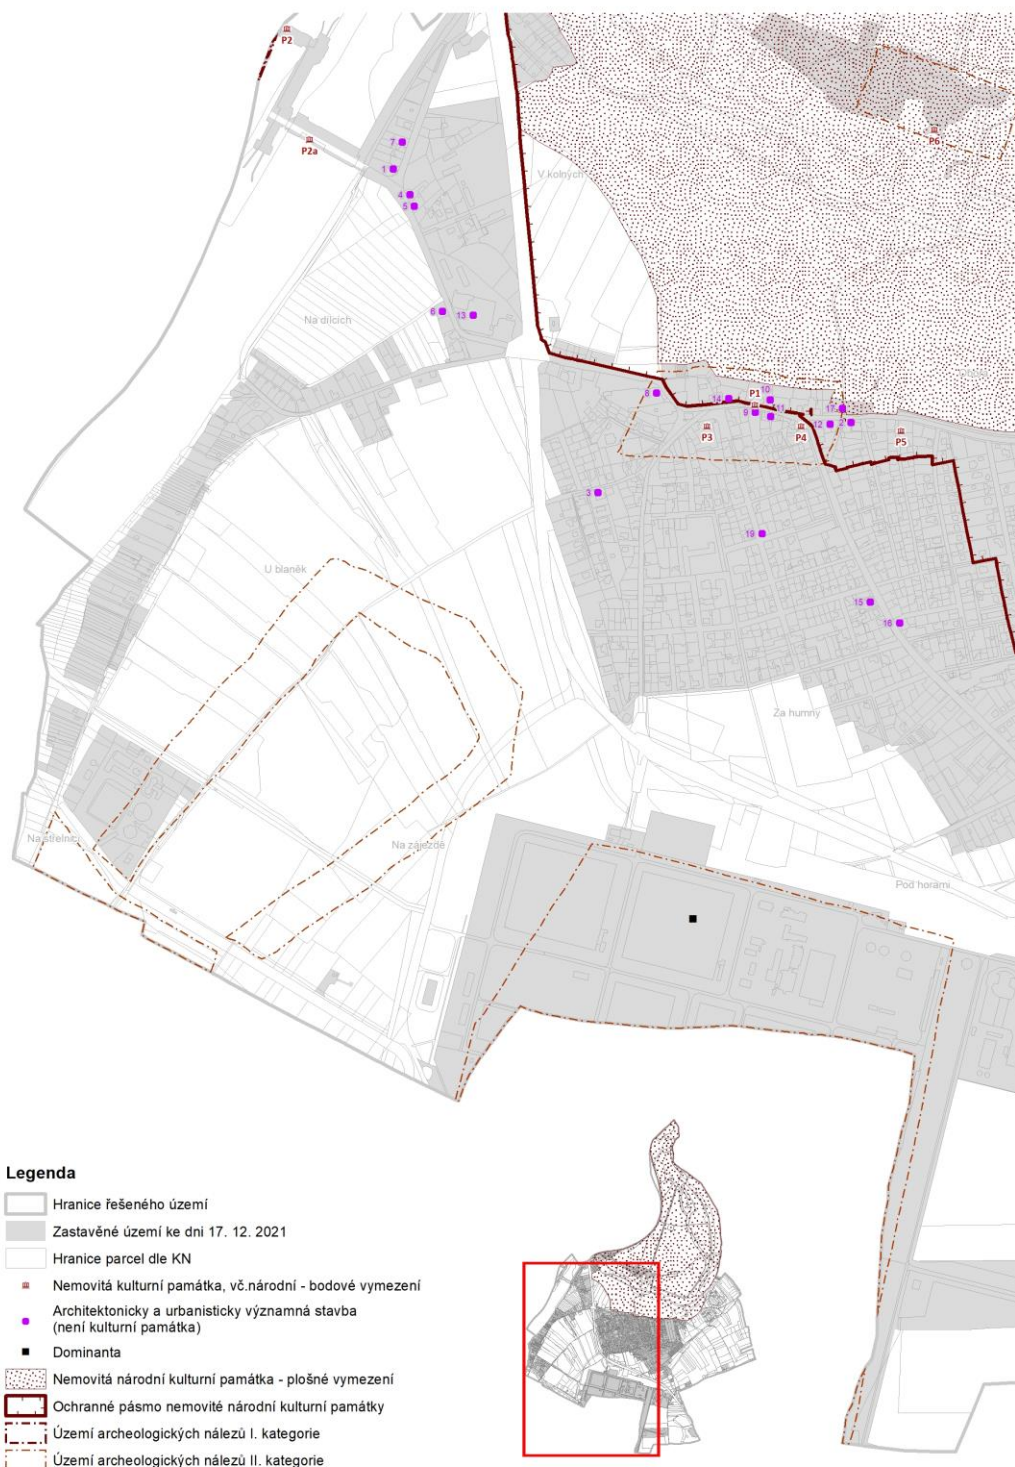 P2
P2a
7
1
4
5
V kolných
P6
Na dílcích
6
13
8
14
P1
10
9
11
17
12
2
P3
P4
P5
3
19
U blaněk
15
16
Za humny
Na střelnici
Na zájezdě
Pod horami
Legenda
Hranice řešeného území
Zastavěné území ke dni 17. 12. 2021
Hranice parcel dle KN
Nemovitá kulturní památka, vč.národní - bodové vymezení
Architektonicky a urbanisticky významná stavba
(není kulturní památka)
Dominanta
Nemovitá národní kulturní památka - plošné vymezení
Ochranné pásmo nemovité národní kulturní památky
Území archeologických nálezů I. kategorie
Území archeologických nálezů II. kategorie